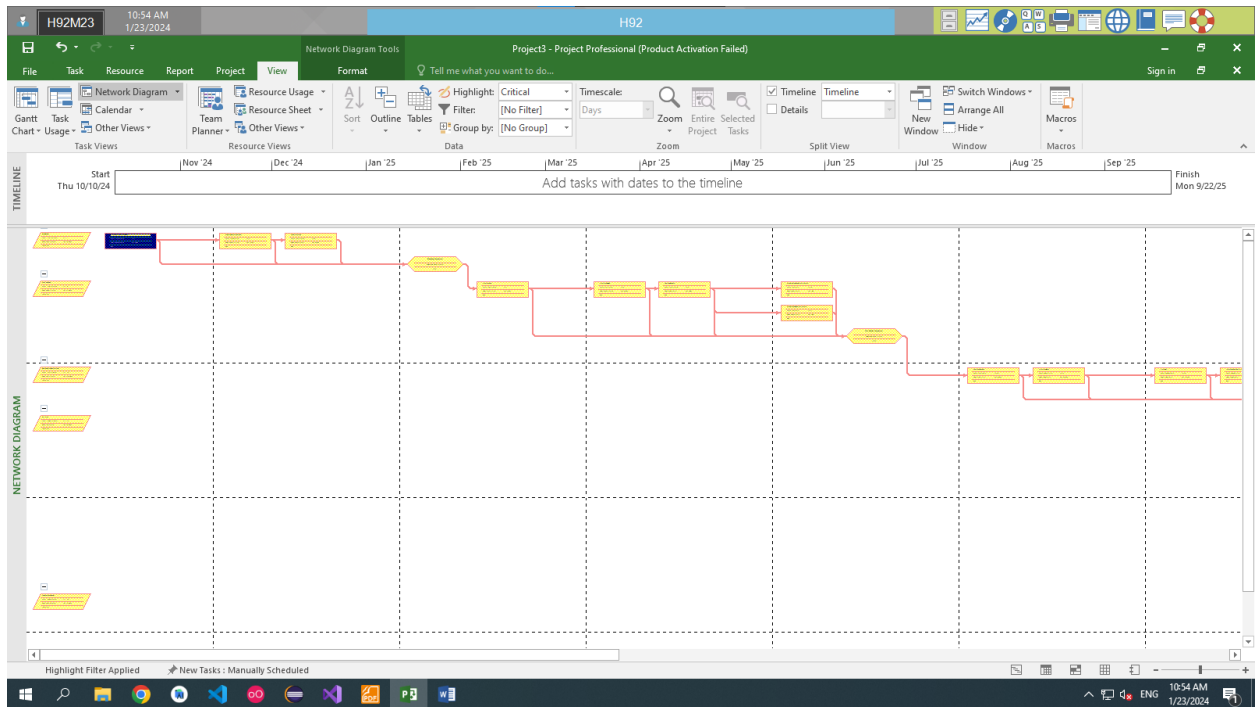 H92M23
10:54 AM
1/23/2024
H92
Network Diagram Tools
Project3 - Project Professional (Product Activation Failed)
File Task Resource Report Project View Format Tell me what you want to do... Sign in
Gantt Chart
Task Usage
Network Diagram
Calendar
Other Views
Task Views
Team Planner
Resource Usage
Resource Sheet
Other Views
Resource Views
Sort
Outline
Tables
Highlight: Critical
Filter: [No Filter]
Group by: [No Group]
Data
Timescale:
Days
Zoom
Entire Project
Selected Tasks
Zoom
Timeline Timeline
Details
Split View
New Window
Switch Windows
Arrange All
Hide
Window
Macros
Macros
TIMELINE
Nov '24 Dec '24 Jan '25 Feb '25 Mar '25 Apr '25 May '25 Jun '25 Jul '25 Aug '25 Sep '25
Start
Thu 10/10/24
Add tasks with dates to the timeline
Finish
Mon 9/22/25
NETWORK DIAGRAM
Highlight Filter Applied New Tasks : Manually Scheduled
ENG
10:54 AM
1/23/2024